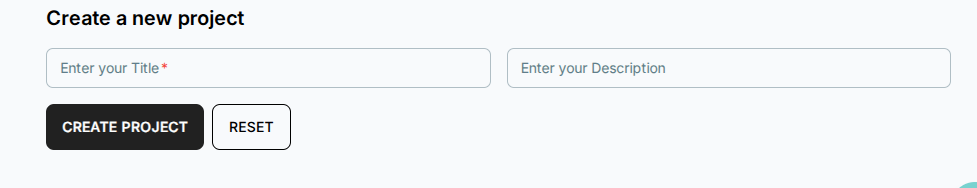 Create a new project
Enter your Title* Enter your Description
CREATE PROJECT RESET